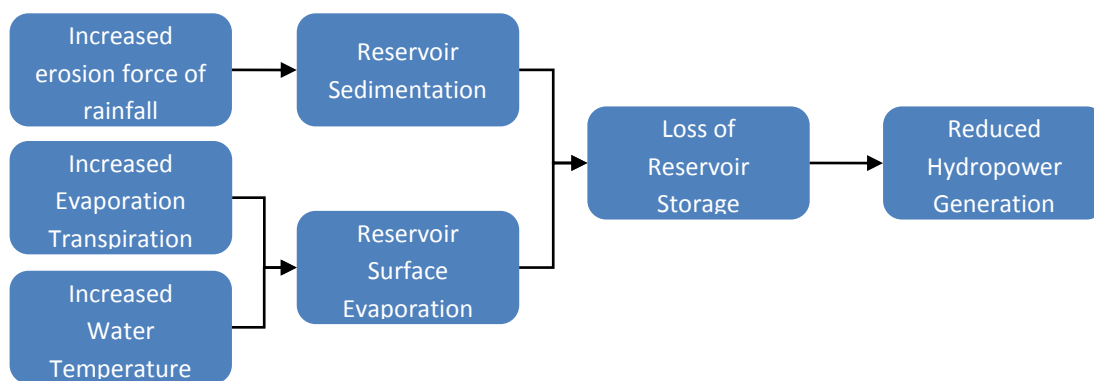 Increased
erosion force of
rainfall
Reservoir
Sedimentation
Increased
Evaporation
Transpiration
Reservoir
Surface
Evaporation
Increased
Water
Temperature
Loss of
Reservoir
Storage
Reduced
Hydropower
Generation